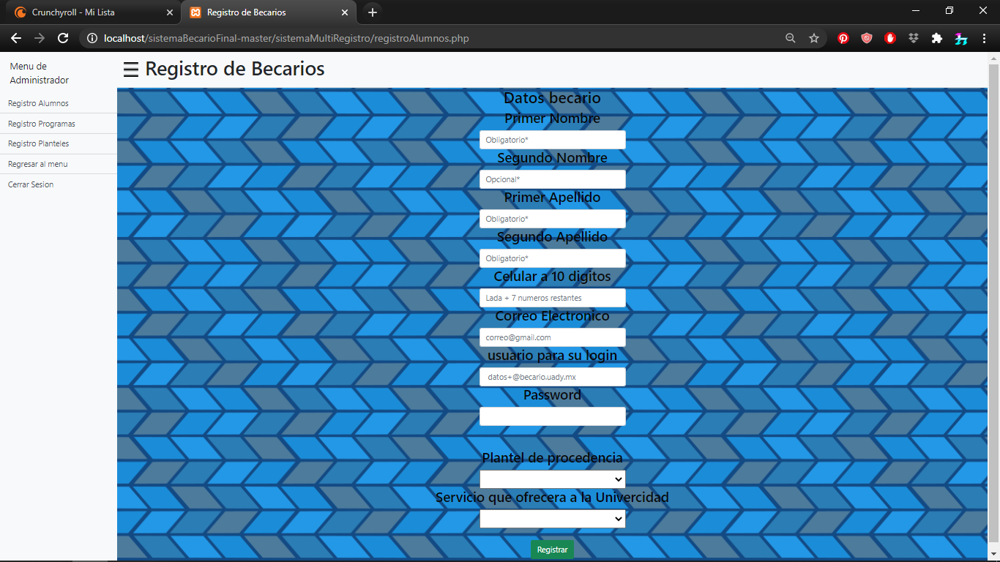 Crunchyroll - Mi Lista
Registro de Becarios
localhost/sistemaBecarioFinal-master/sistemaMultiRegistro/registroAlumnos.php
Menu de
Administrador
Registro Alumnos
Registro Programas
Registro Planteles
Regresar al menu
Cerrar Sesion
☰ Registro de Becarios
Datos becario
Primer Nombre
Obligatorio*
Segundo Nombre
Opcional*
Primer Apellido
Obligatorio*
Segundo Apellido
Obligatorio*
Celular a 10 digitos
Lada + 7 numeros restantes
Correo Electronico
correo@gmail.com
usuario para su login
datos+@becario.uady.mx
Password
Plantel de procedencia
Servicio que ofrecera a la Univercidad
Registrar